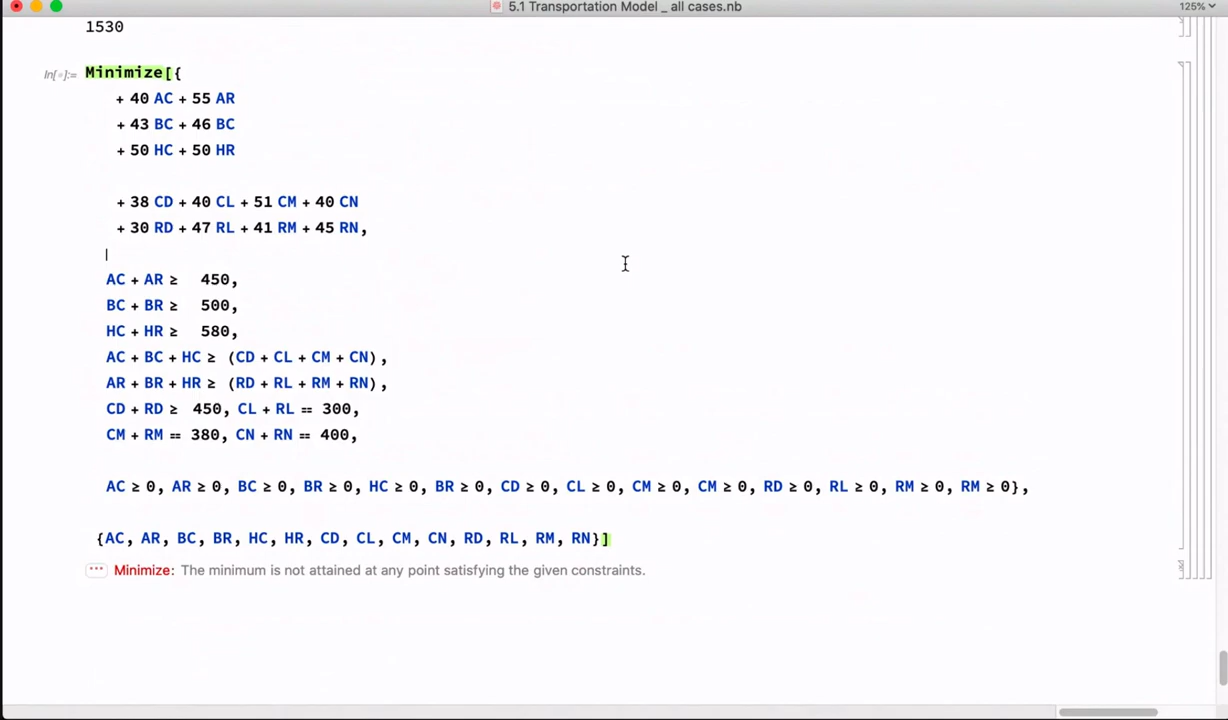 5.1 Transportation Model _ all cases.nb
125%
1530
In[∘]:= Minimize[{
+ 40 AC + 55 AR
+ 43 BC + 46 BC
+ 50 HC + 50 HR
+ 38 CD + 40 CL + 51 CM + 40 CN
+ 30 RD + 47 RL + 41 RM + 45 RN,
AC + AR ≥ 450,
BC + BR ≥ 500,
HC + HR ≥ 580,
AC + BC + HC ≥ (CD + CL + CM + CN),
AR + BR + HR ≥ (RD + RL + RM + RN),
CD + RD ≥ 450, CL + RL == 300,
CM + RM == 380, CN + RN == 400,
AC ≥ 0, AR ≥ 0, BC ≥ 0, BR ≥ 0, HC ≥ 0, BR ≥ 0, CD ≥ 0, CL ≥ 0, CM ≥ 0, CM ≥ 0, RD ≥ 0, RL ≥ 0, RM ≥ 0, RM ≥ 0},
{AC, AR, BC, BR, HC, HR, CD, CL, CM, CN, RD, RL, RM, RN}]
Minimize: The minimum is not attained at any point satisfying the given constraints.